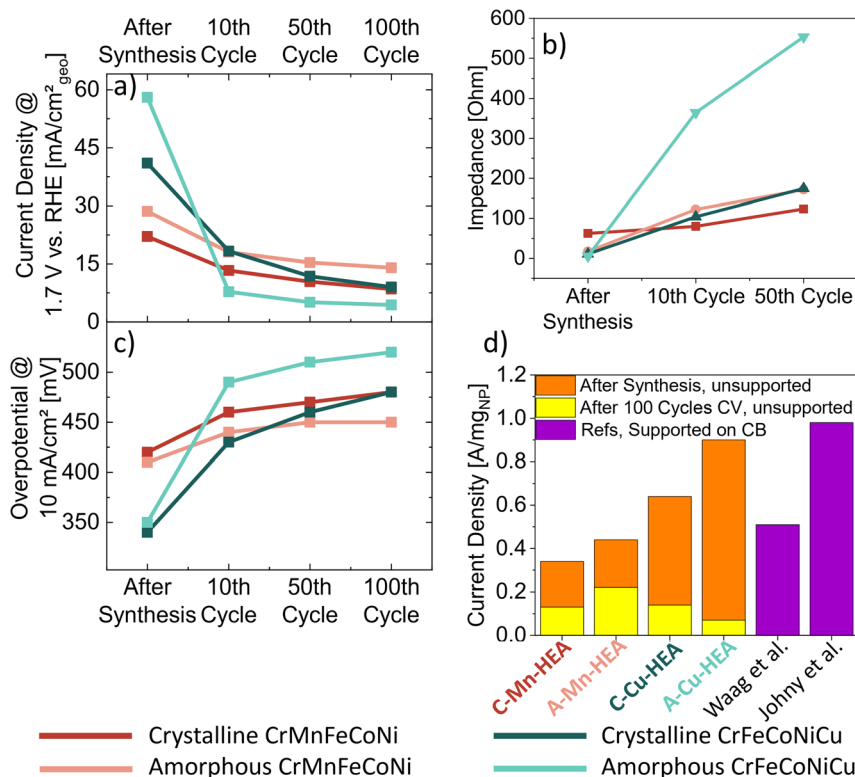 After Synthesis 10th Cycle 50th Cycle 100th Cycle
a)
Current Density @
1.7 V vs. RHE [mA/cm²geo]
60
45
30
15
0
b)
Impedance [Ohm]
600
500
400
300
200
100
0
After Synthesis 10th Cycle 50th Cycle
c)
Overpotential @
10 mA/cm² [mV]
500
450
400
350
After Synthesis 10th Cycle 50th Cycle 100th Cycle
d)
Current Density [A/mgNP]
1.2
1.0
0.8
0.6
0.4
0.2
0.0
After Synthesis, unsupported
After 100 Cycles CV, unsupported
Refs, Supported on CB
C-Mn-HEA
A-Mn-HEA
C-Cu-HEA
A-Cu-HEA
Waag et al.
Johny et al.
Crystalline CrMnFeCoNi
Amorphous CrMnFeCoNi
Crystalline CrFeCoNiCu
Amorphous CrFeCoNiCu